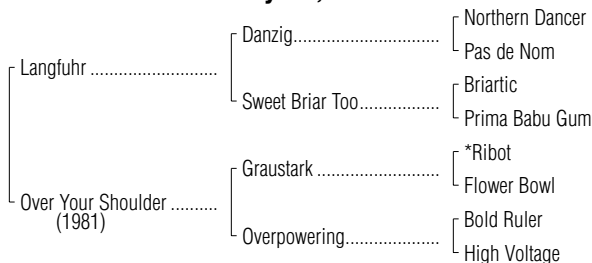 Northern Dancer
Danzig..............................
Pas de Nom
Langfuhr ..........................
Briartic
Sweet Briar Too.................
Prima Babu Gum
*Ribot
Graustark ..........................
Flower Bowl
Over Your Shoulder ..........
(1981)
Bold Ruler
Overpowering....................
High Voltage